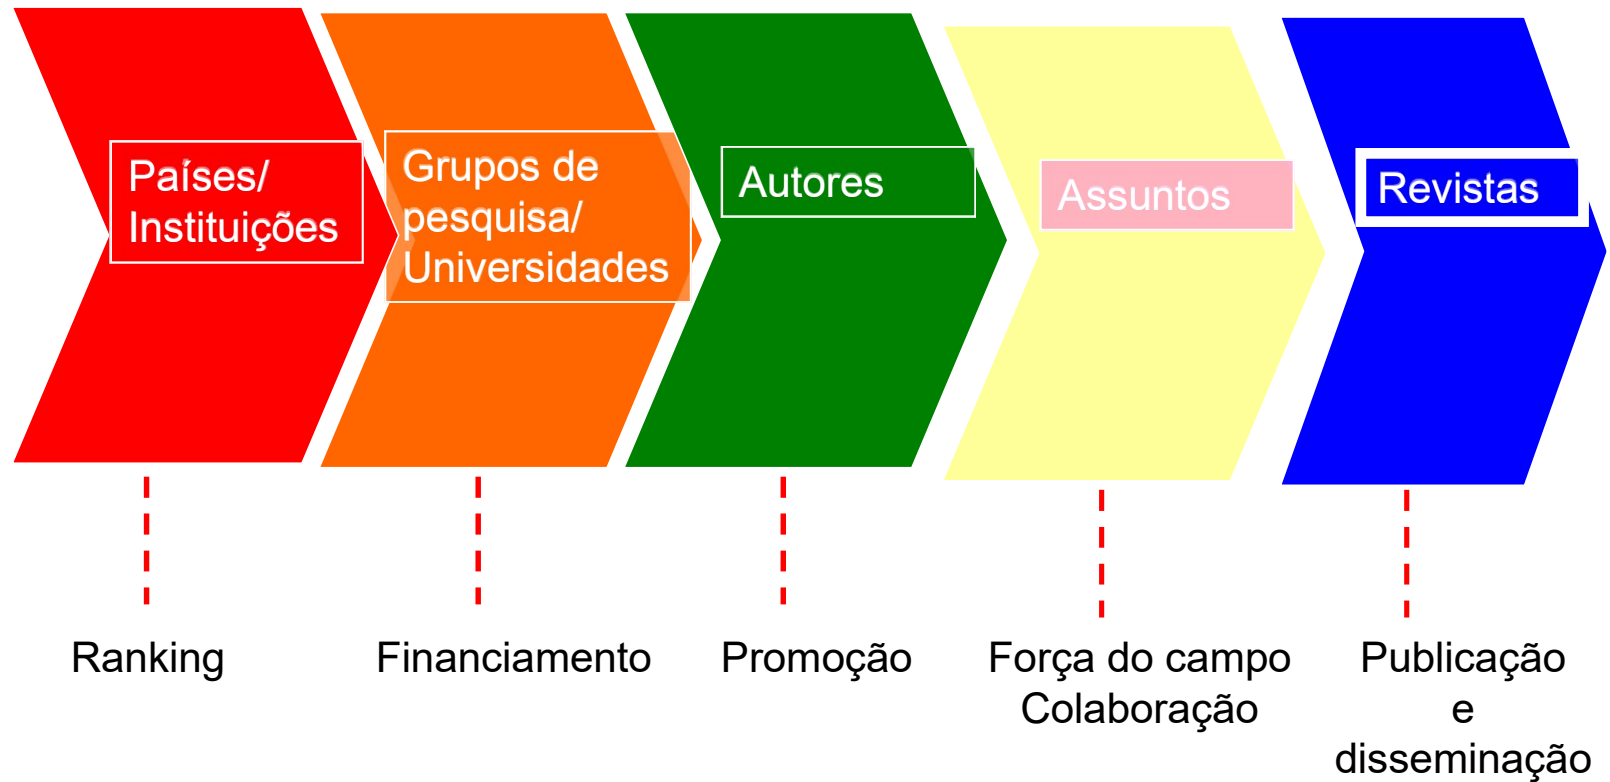 Países/
Instituições
Grupos de
pesquisa/
Universidades
Autores
Assuntos
Revistas
Ranking
Financiamento
Promoção
Força do campo
Colaboração
Publicação
e
disseminação